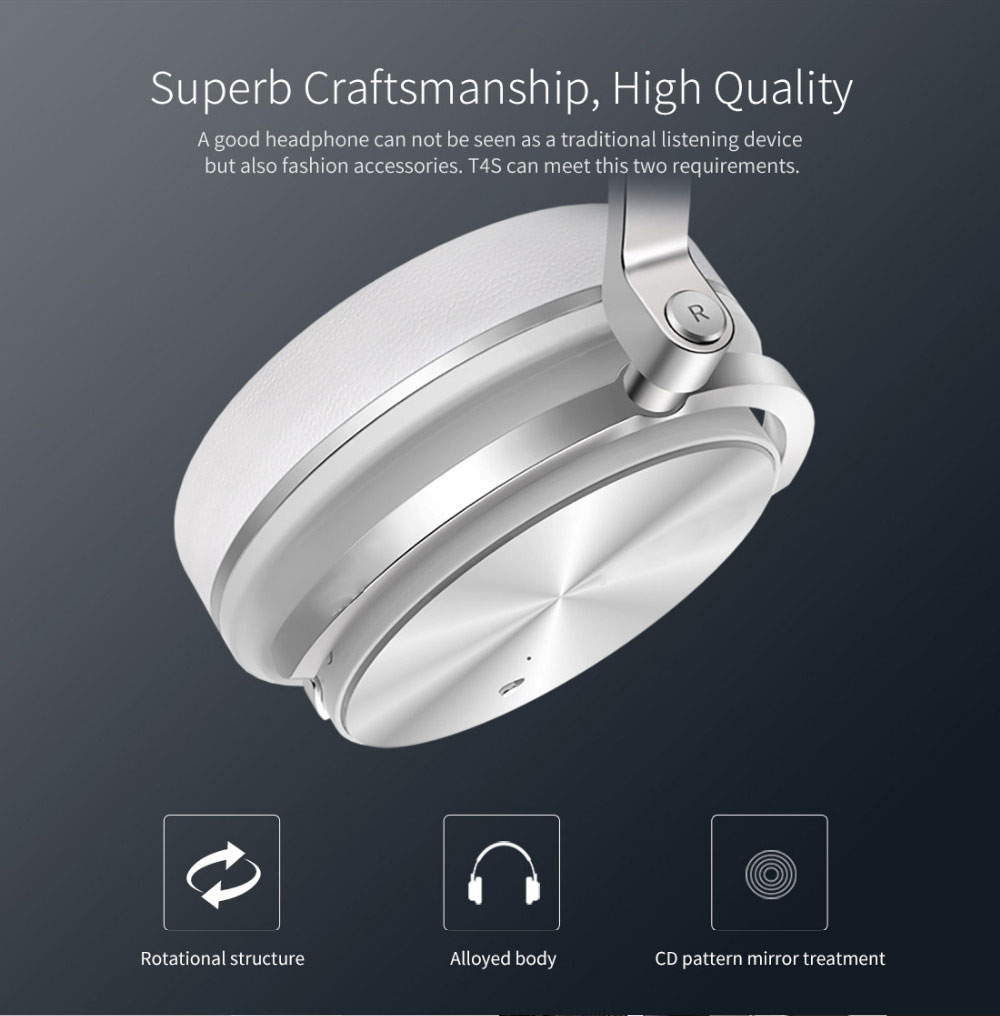 Superb Craftsmanship, High Quality
A good headphone can not be seen as a traditional listening device
but also fashion accessories. T4S can meet this two requirements.
R
Rotational structure
Alloyed body
CD pattern mirror treatment